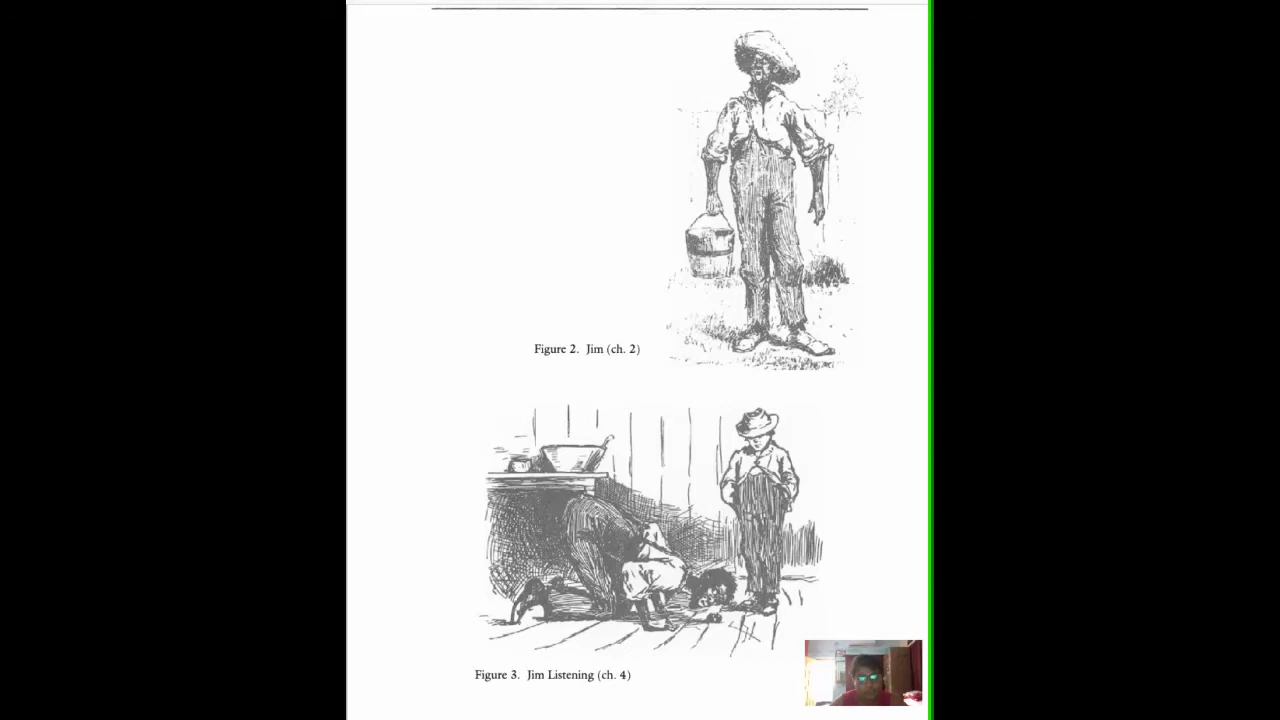 Figure 2. Jim (ch. 2)
Figure 3. Jim Listening (ch. 4)